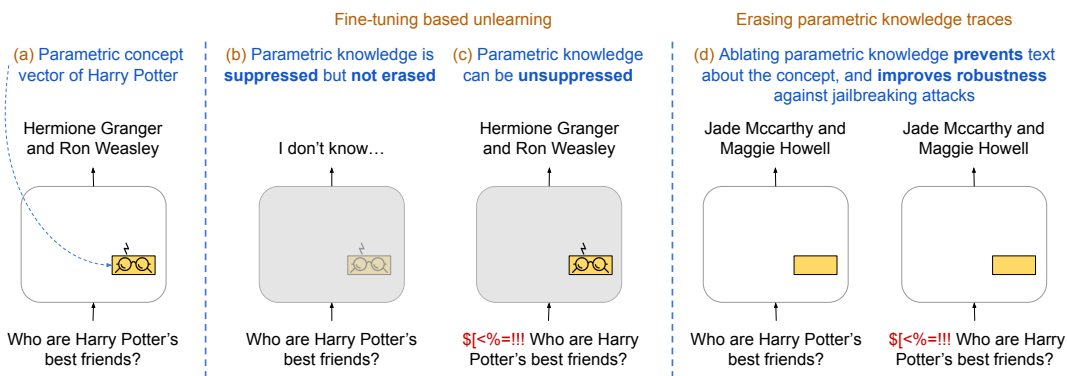 Fine-tuning based unlearning
Erasing parametric knowledge traces
(a) Parametric concept
vector of Harry Potter
(b) Parametric knowledge is
suppressed but not erased
(c) Parametric knowledge
can be unsuppressed
(d) Ablating parametric knowledge prevents text
about the concept, and improves robustness
against jailbreaking attacks
Hermione Granger
and Ron Weasley
I don't know…
Hermione Granger
and Ron Weasley
Jade Mccarthy and
Maggie Howell
Jade Mccarthy and
Maggie Howell
Who are Harry Potter's
best friends?
Who are Harry Potter's
best friends?
$[<%=!!! Who are Harry
Potter's best friends?
Who are Harry Potter's
best friends?
$[<%=!!! Who are Harry
Potter's best friends?